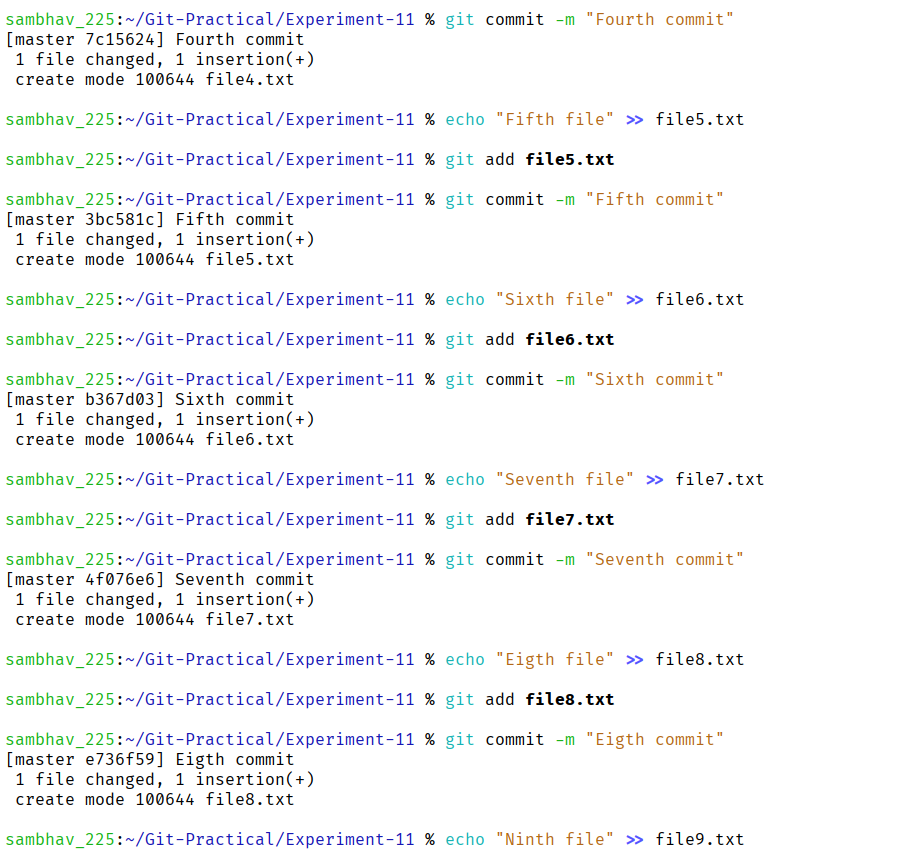 sambhav_225:~/Git-Practical/Experiment-11 % git commit -m "Fourth commit"
[master 7c15624] Fourth commit
 1 file changed, 1 insertion(+)
 create mode 100644 file4.txt
sambhav_225:~/Git-Practical/Experiment-11 % echo "Fifth file" >> file5.txt
sambhav_225:~/Git-Practical/Experiment-11 % git add file5.txt
sambhav_225:~/Git-Practical/Experiment-11 % git commit -m "Fifth commit"
[master 3bc581c] Fifth commit
 1 file changed, 1 insertion(+)
 create mode 100644 file5.txt
sambhav_225:~/Git-Practical/Experiment-11 % echo "Sixth file" >> file6.txt
sambhav_225:~/Git-Practical/Experiment-11 % git add file6.txt
sambhav_225:~/Git-Practical/Experiment-11 % git commit -m "Sixth commit"
[master b367d03] Sixth commit
 1 file changed, 1 insertion(+)
 create mode 100644 file6.txt
sambhav_225:~/Git-Practical/Experiment-11 % echo "Seventh file" >> file7.txt
sambhav_225:~/Git-Practical/Experiment-11 % git add file7.txt
sambhav_225:~/Git-Practical/Experiment-11 % git commit -m "Seventh commit"
[master 4f076e6] Seventh commit
 1 file changed, 1 insertion(+)
 create mode 100644 file7.txt
sambhav_225:~/Git-Practical/Experiment-11 % echo "Eigth file" >> file8.txt
sambhav_225:~/Git-Practical/Experiment-11 % git add file8.txt
sambhav_225:~/Git-Practical/Experiment-11 % git commit -m "Eigth commit"
[master e736f59] Eigth commit
 1 file changed, 1 insertion(+)
 create mode 100644 file8.txt
sambhav_225:~/Git-Practical/Experiment-11 % echo "Ninth file" >> file9.txt